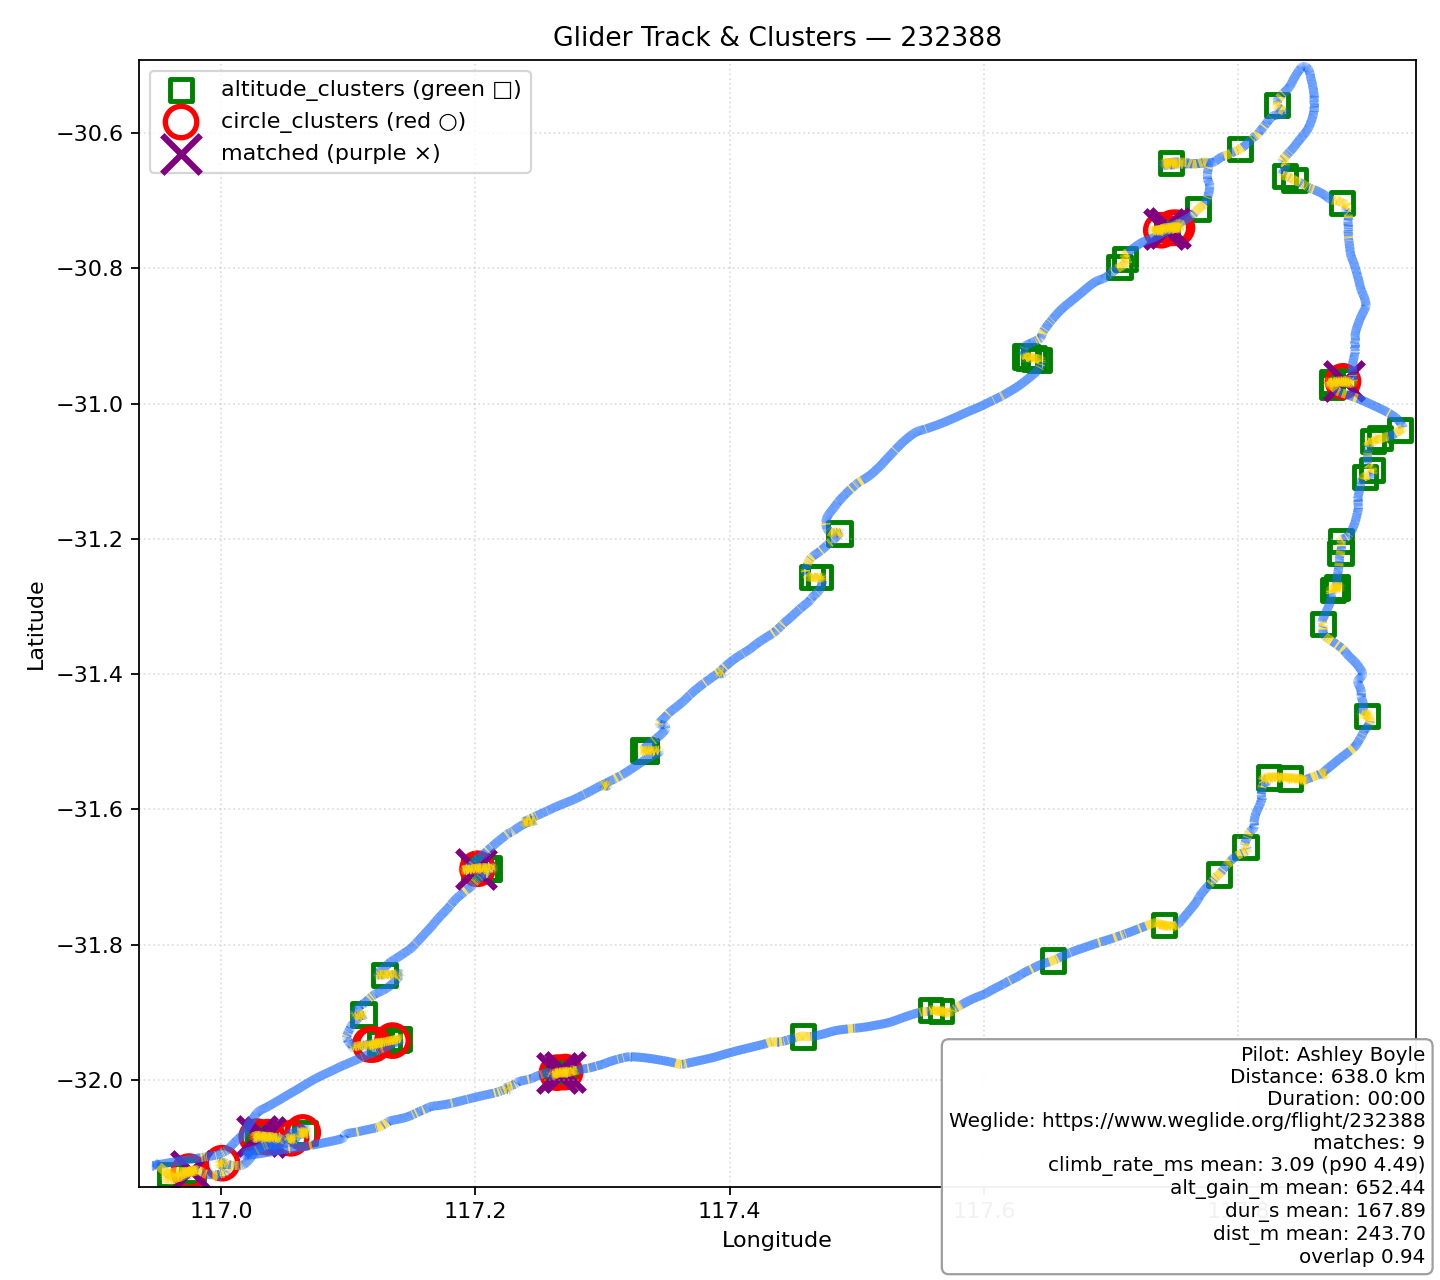 Glider Track & Clusters — 232388
altitude_clusters (green □)
circle_clusters (red ○)
matched (purple ×)
Latitude
−30.6
−30.8
−31.0
−31.2
−31.4
−31.6
−31.8
−32.0
117.0
117.2
117.4
117.6
Longitude
Pilot: Ashley Boyle
Distance: 638.0 km
Duration: 00:00
Weglide: https://www.weglide.org/flight/232388
matches: 9
climb_rate_ms mean: 3.09 (p90 4.49)
alt_gain_m mean: 652.44
dur_s mean: 167.89
dist_m mean: 243.70
overlap 0.94